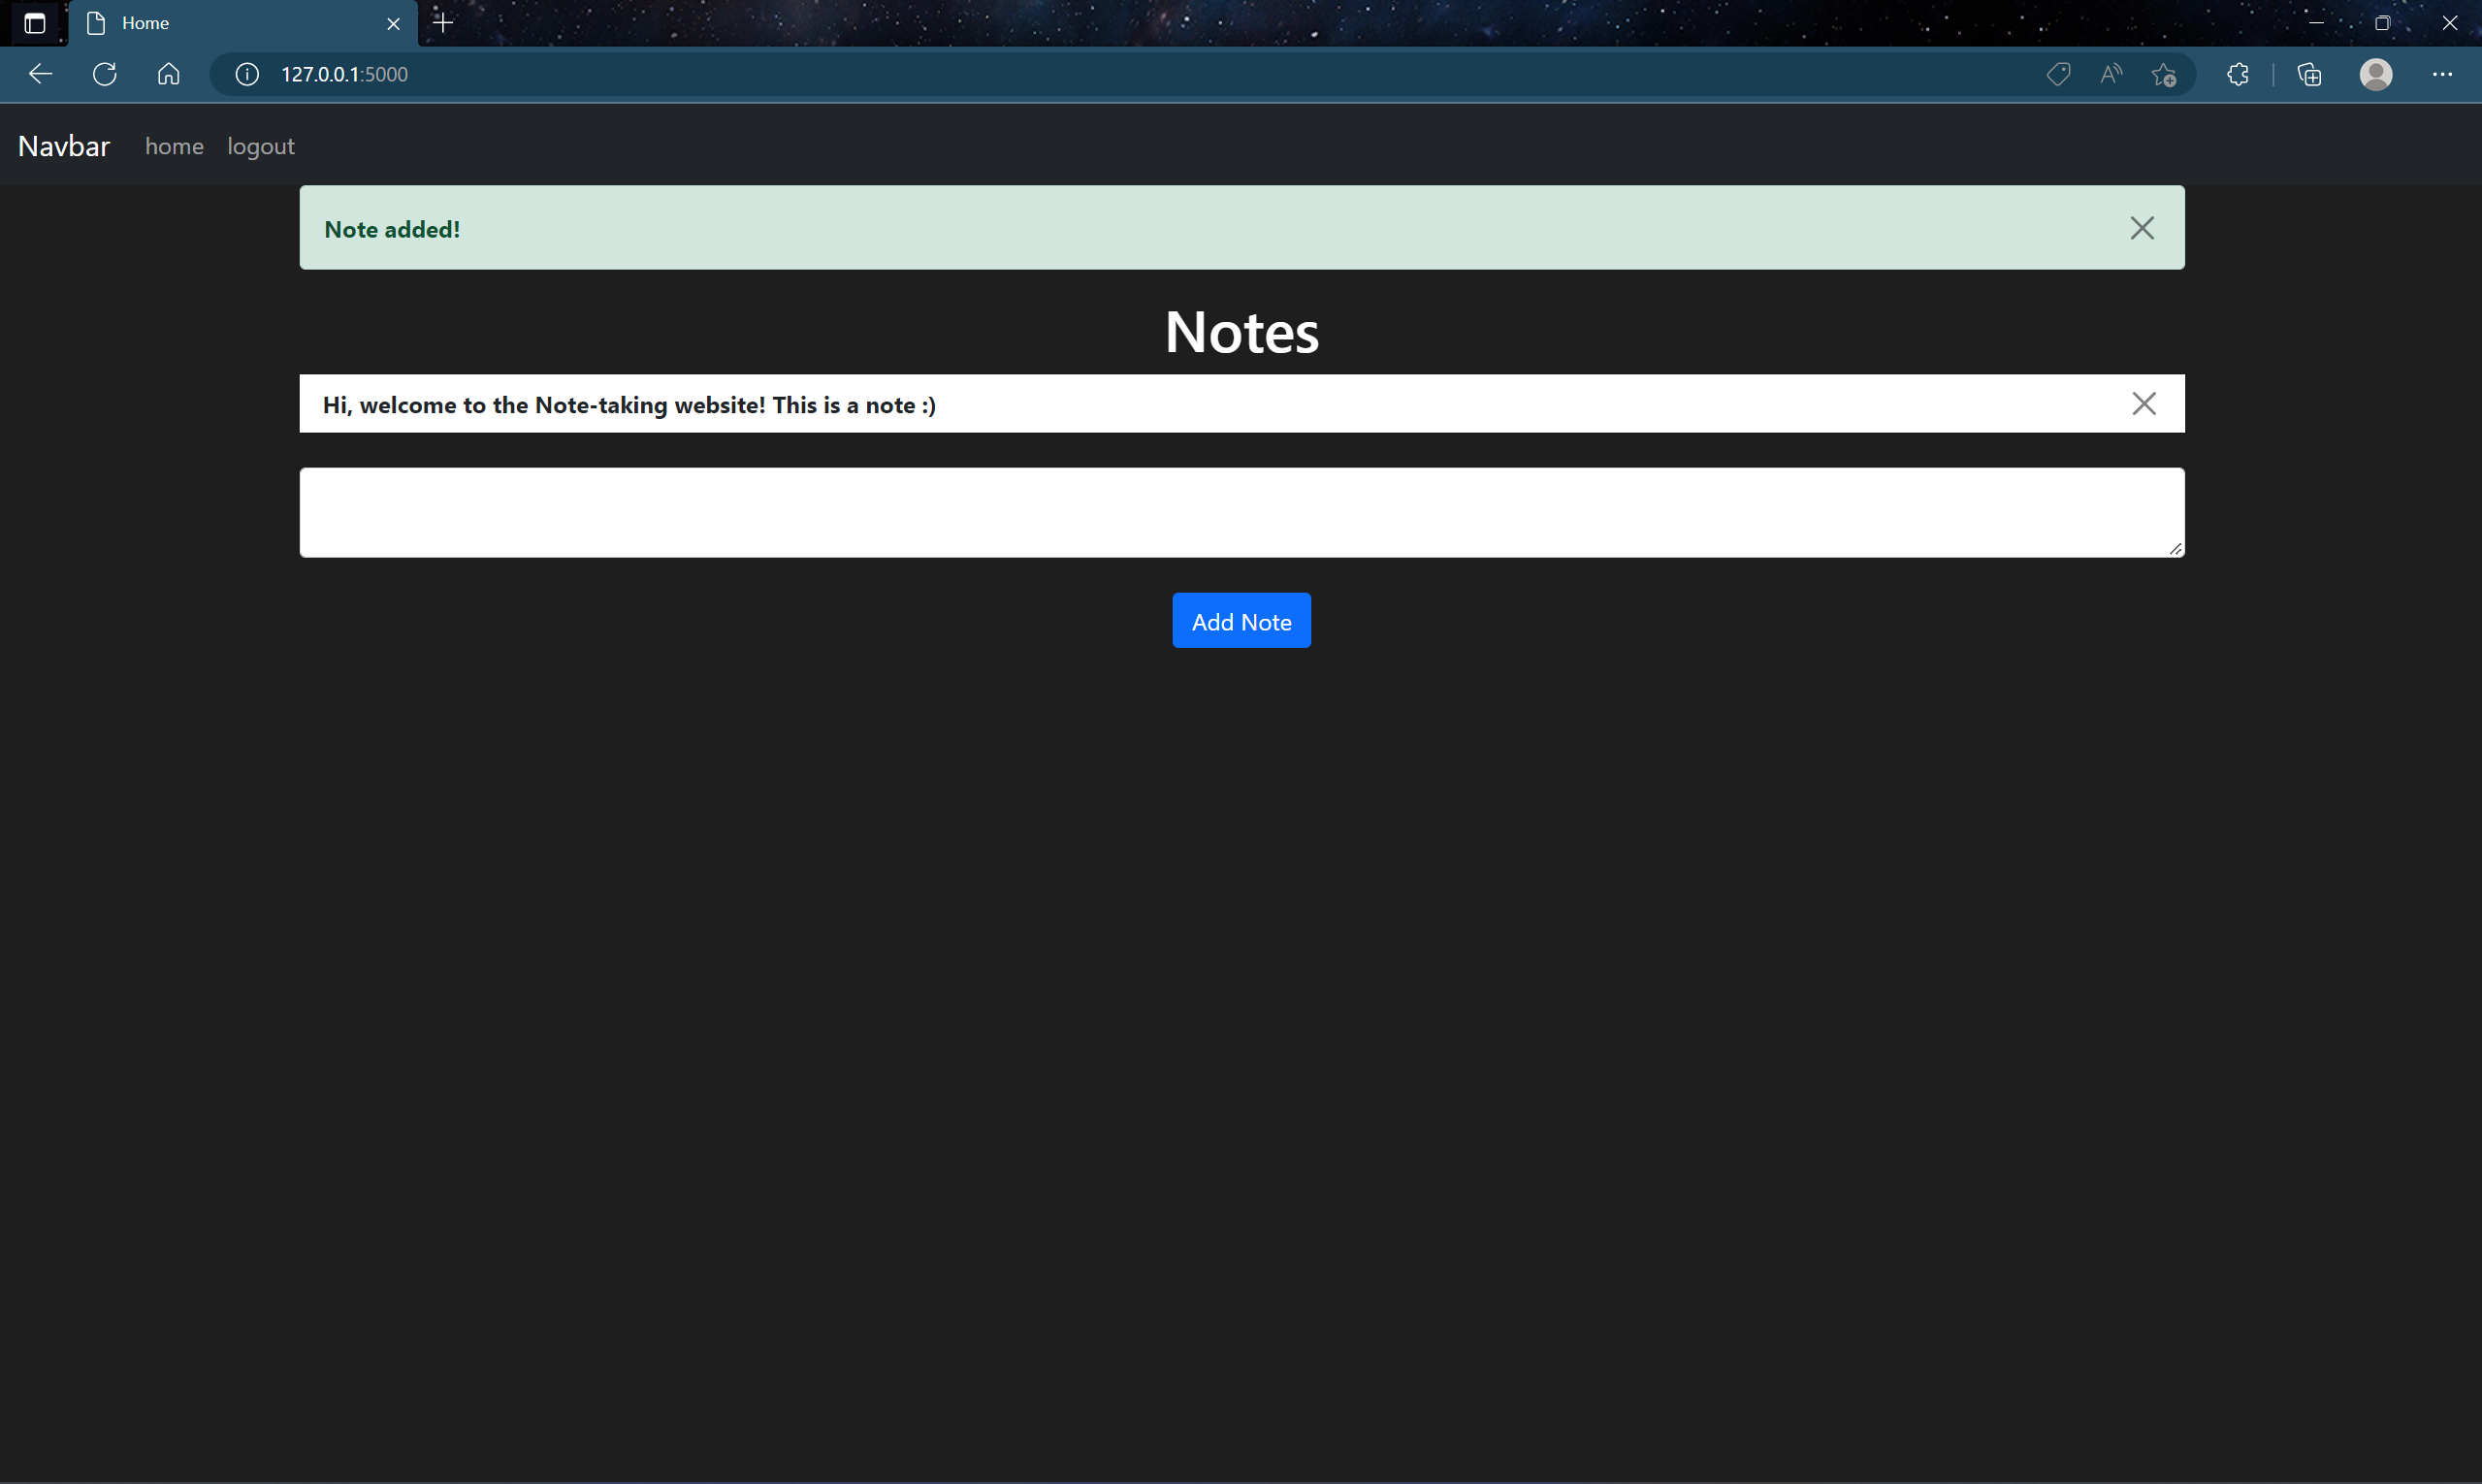 Home
127.0.0.1:5000
Navbar home logout
Note added!
Notes
Hi, welcome to the Note-taking website! This is a note :)
Add Note